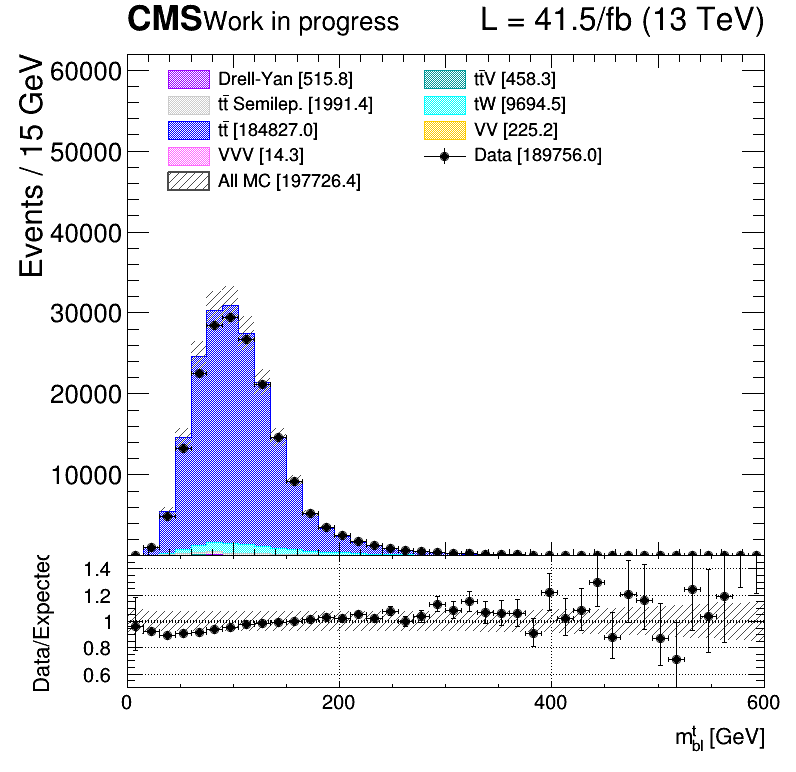 CMS Work in progress L = 41.5/fb (13 TeV)
Events / 15 GeV
60000
50000
40000
30000
20000
10000
Drell-Yan [515.8]
tt̄ Semilep. [1991.4]
tt̄ [184827.0]
VVV [14.3]
All MC [197726.4]
tt̄V [458.3]
tW [9694.5]
VV [225.2]
Data [189756.0]
Data/Expected
1.4
1.2
1
0.8
0.6
0 200 400 600
m^t_bl [GeV]